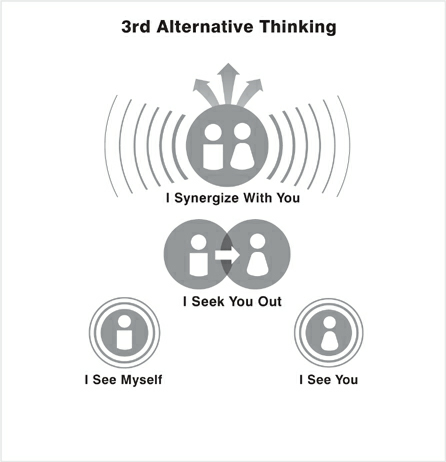 3rd Alternative Thinking
I Synergize With You
I Seek You Out
I See Myself
I See You